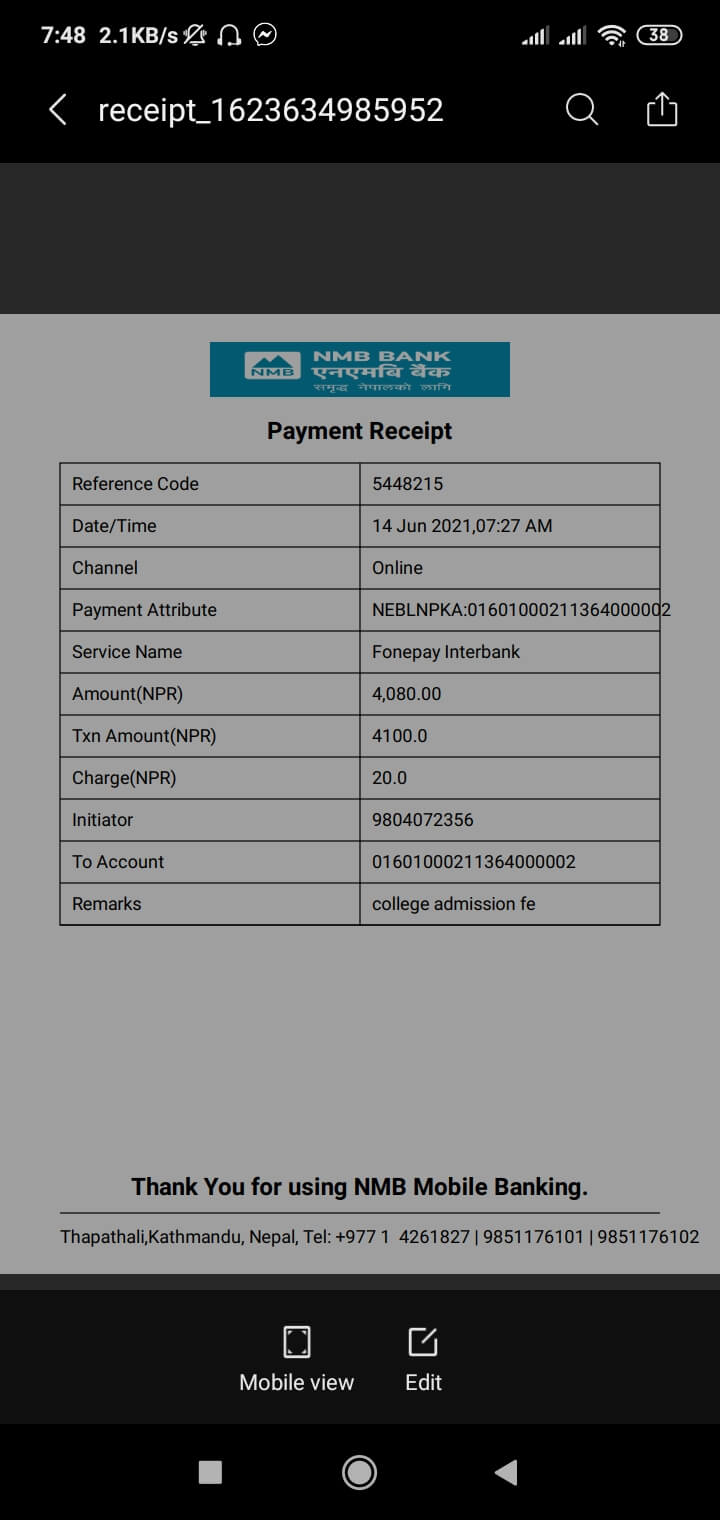 7:48 2.1KB/s 38
receipt_1623634985952
NMB
NMB BANK
एनएमबि बैंक
समृद्ध नेपालको लागि
Payment Receipt
Reference Code 5448215
Date/Time 14 Jun 2021,07:27 AM
Channel Online
Payment Attribute NEBLNPKA:01601000211364000002
Service Name Fonepay Interbank
Amount(NPR) 4,080.00
Txn Amount(NPR) 4100.0
Charge(NPR) 20.0
Initiator 9804072356
To Account 01601000211364000002
Remarks college admission fe
Thank You for using NMB Mobile Banking.
Thapathali,Kathmandu, Nepal, Tel: +977 1 4261827 | 9851176101 | 9851176102
Mobile view Edit